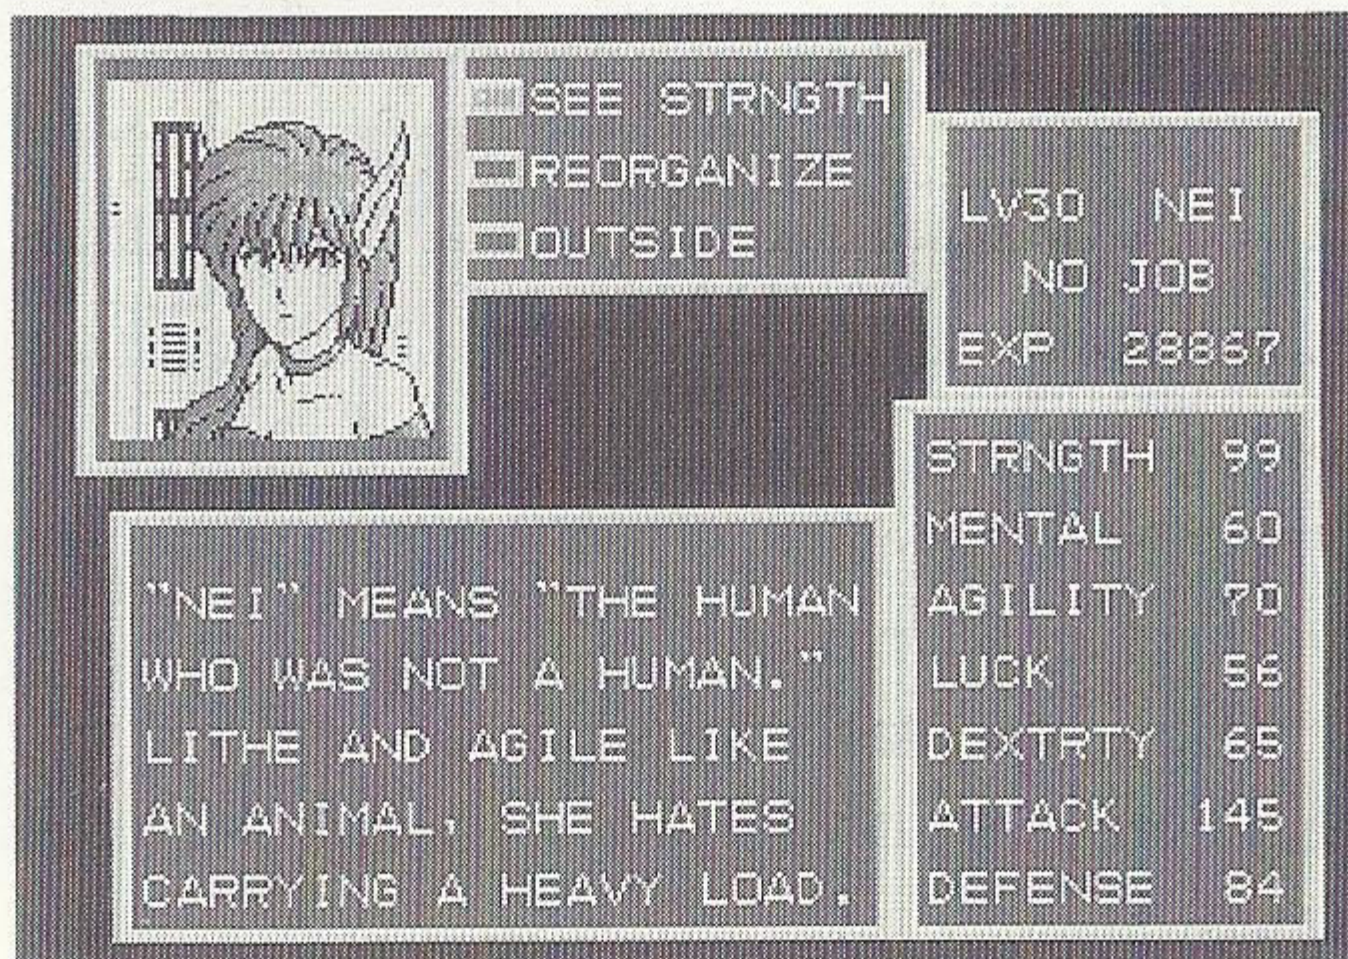 SEE STRNGTH
REORGANIZE
OUTSIDE
LV30 NEI
NO JOB
EXP 28867
STRNGTH 99
MENTAL 60
AGILITY 70
LUCK 56
DEXTRTY 65
ATTACK 145
DEFENSE 84
"NEI" MEANS "THE HUMAN
WHO WAS NOT A HUMAN."
LITHE AND AGILE LIKE
AN ANIMAL, SHE HATES
CARRYING A HEAVY LOAD.